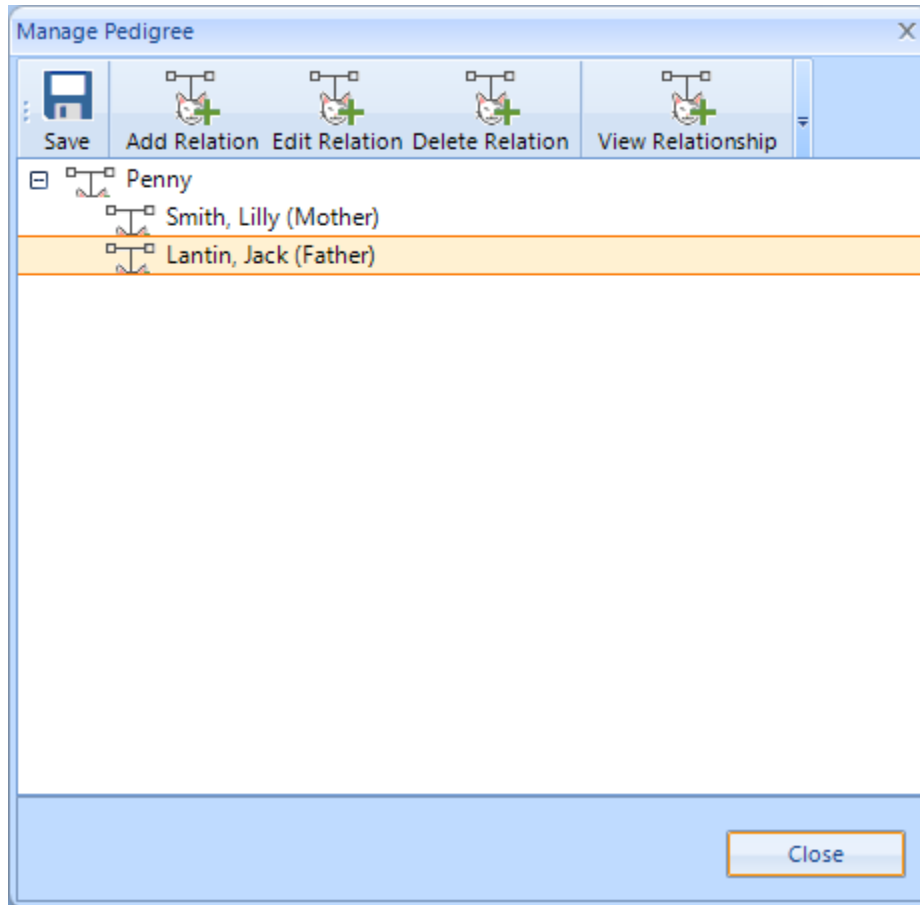 Manage Pedigree
Save Add Relation Edit Relation Delete Relation View Relationship
Penny
Smith, Lilly (Mother)
Lantin, Jack (Father)
Close